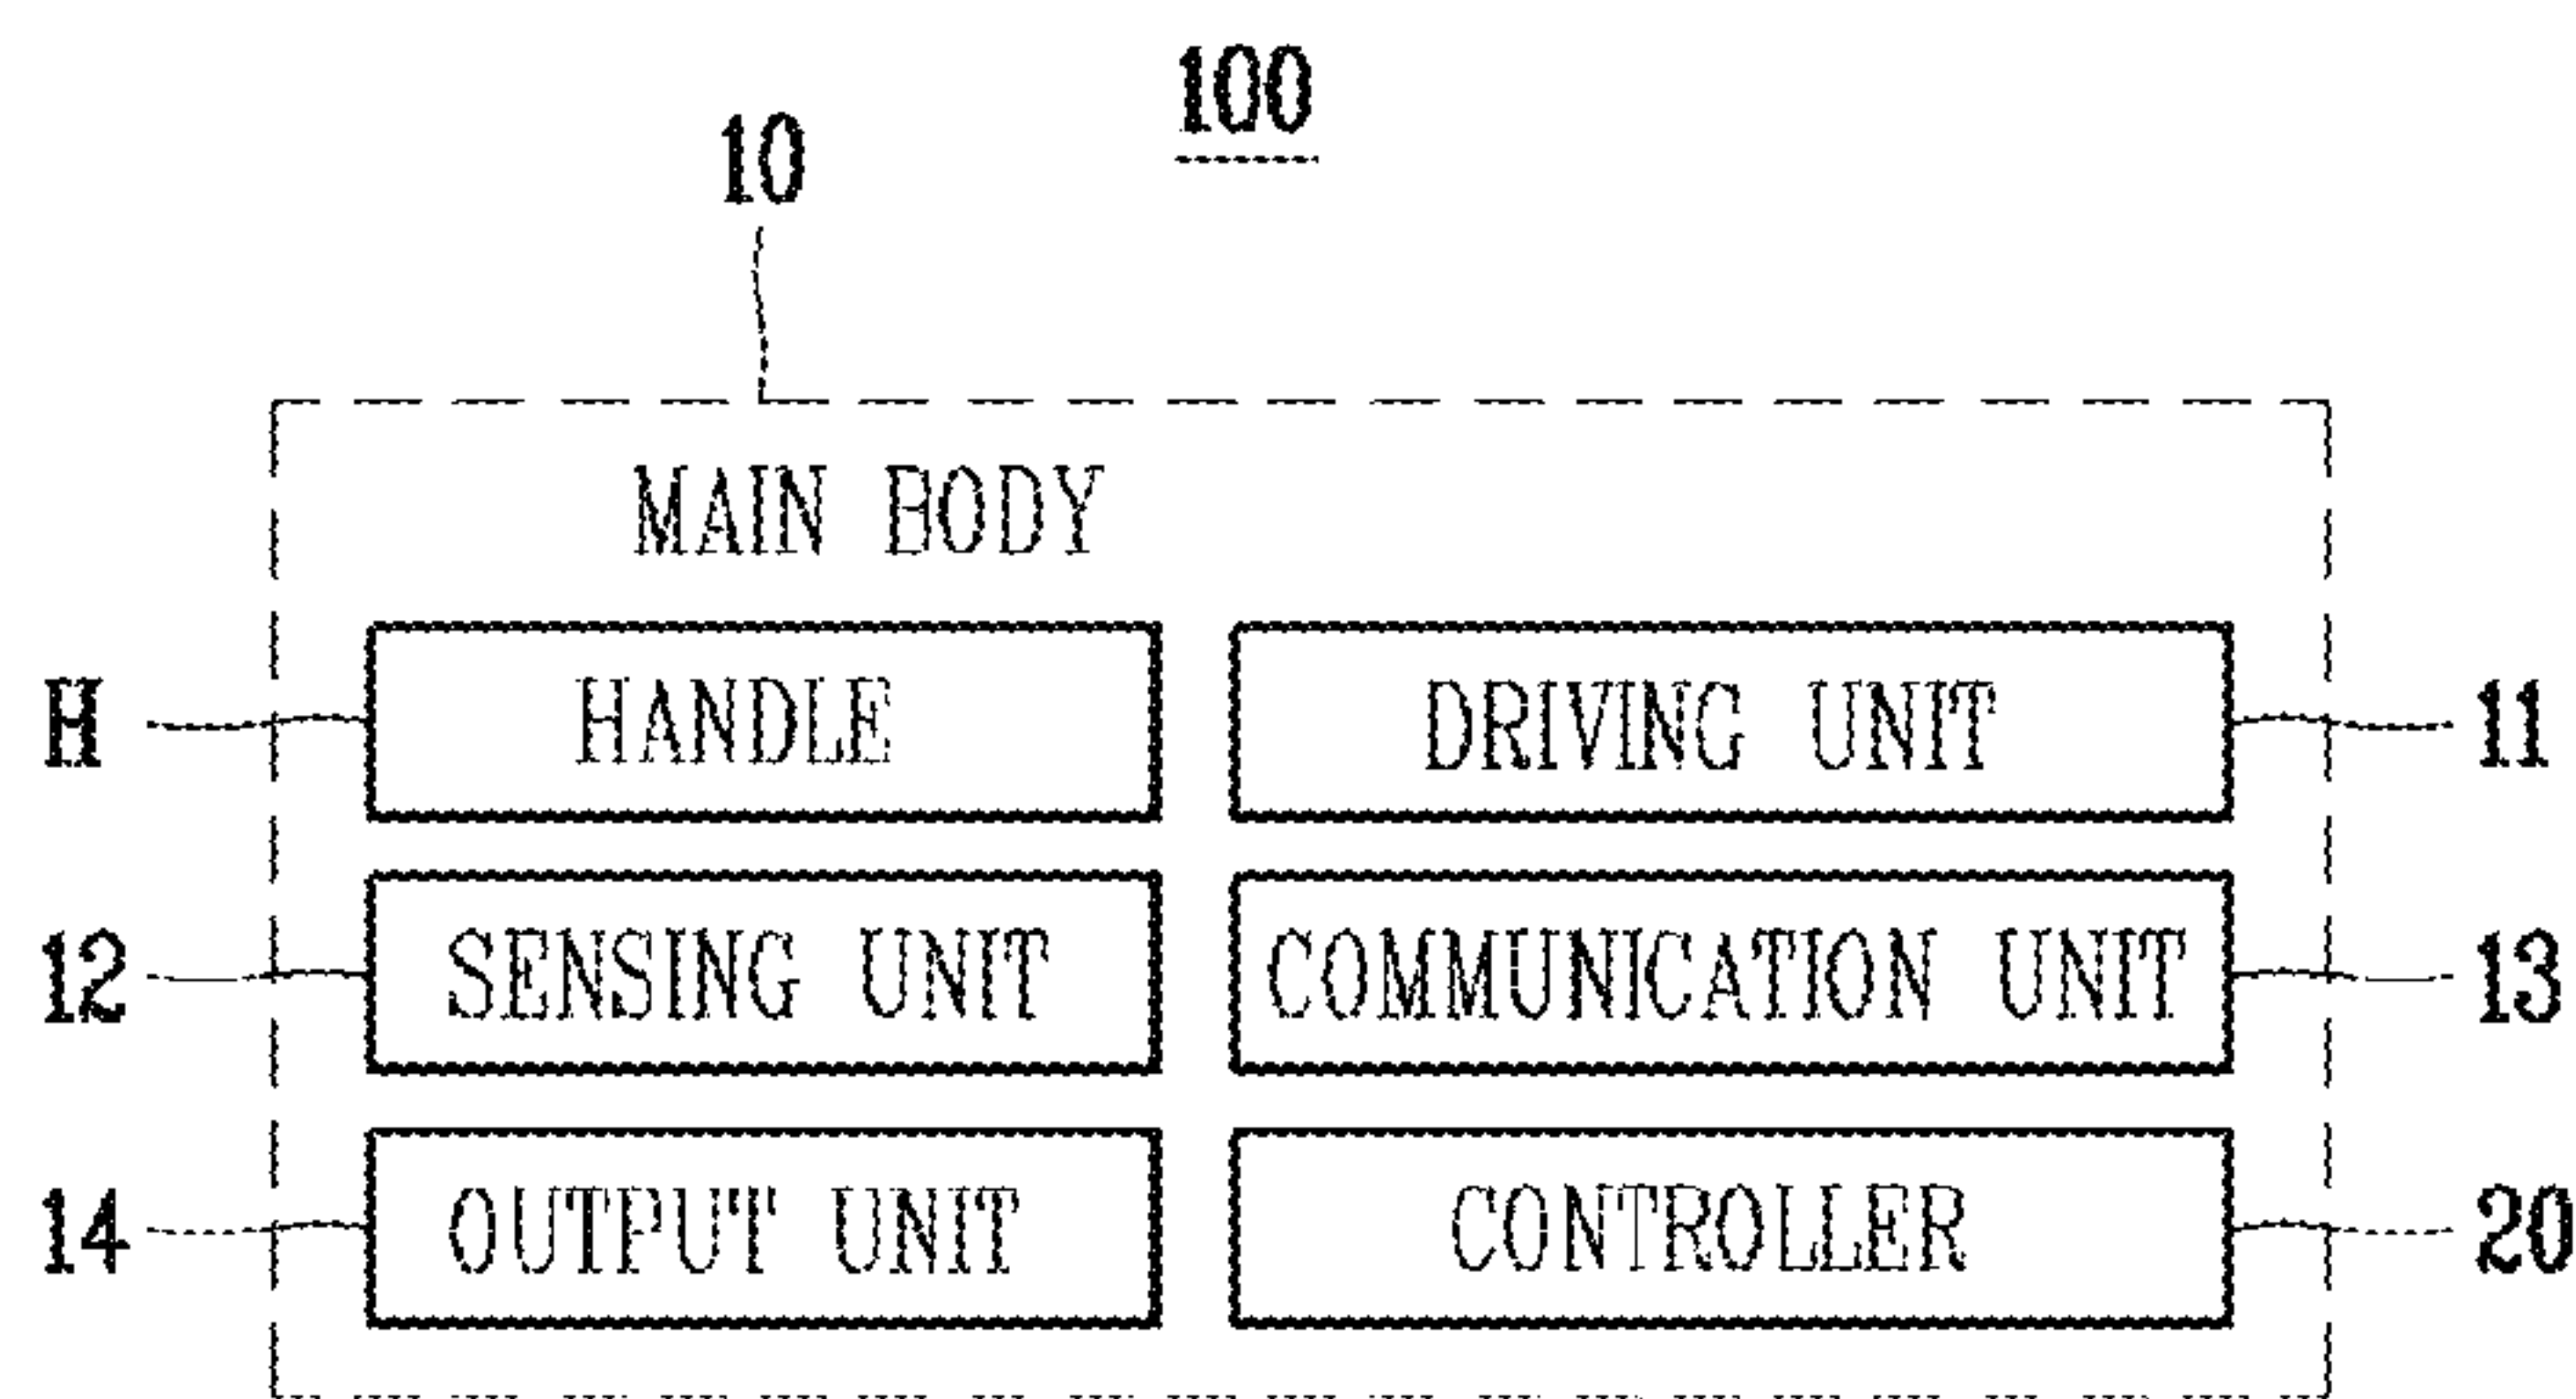 100
10
MAIN BODY
H HANDLE DRIVING UNIT 11
12 SENSING UNIT COMMUNICATION UNIT 13
14 OUTPUT UNIT CONTROLLER 20